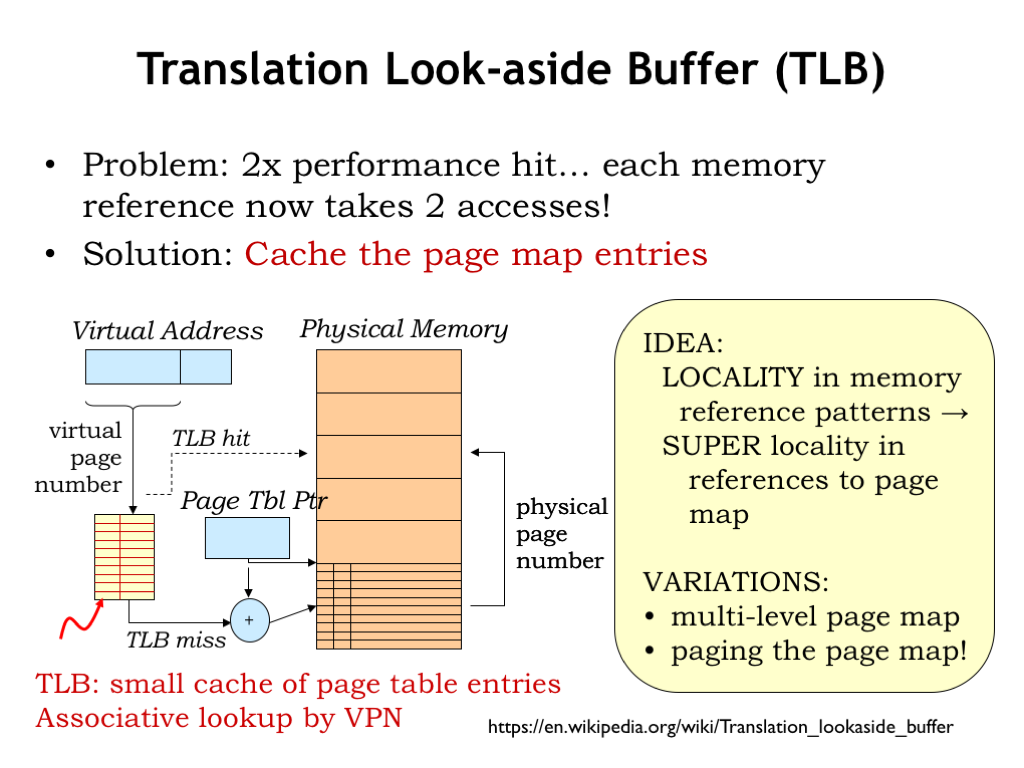 Translation Look-aside Buffer (TLB)
• Problem: 2x performance hit… each memory
reference now takes 2 accesses!
• Solution: Cache the page map entries
Virtual Address
Physical Memory
virtual
page
number
TLB hit
Page Tbl Ptr
physical
page
number
+
TLB miss
TLB: small cache of page table entries
Associative lookup by VPN
IDEA:
LOCALITY in memory
reference patterns →
SUPER locality in
references to page
map
VARIATIONS:
• multi-level page map
• paging the page map!
https://en.wikipedia.org/wiki/Translation_lookaside_buffer